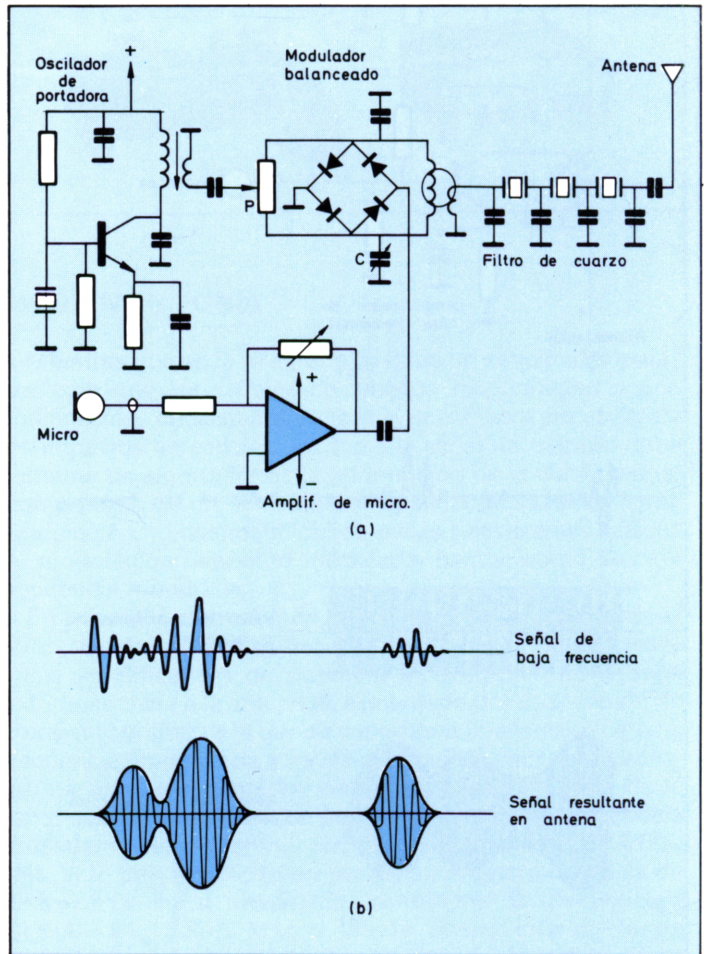 Oscilador
de
portadora
+
Modulador
balanceado
Antena
P
C
Filtro de cuarzo
Micro
+
−
Amplif. de micro.
(a)
Señal de
baja frecuencia
Señal resultante
en antena
(b)